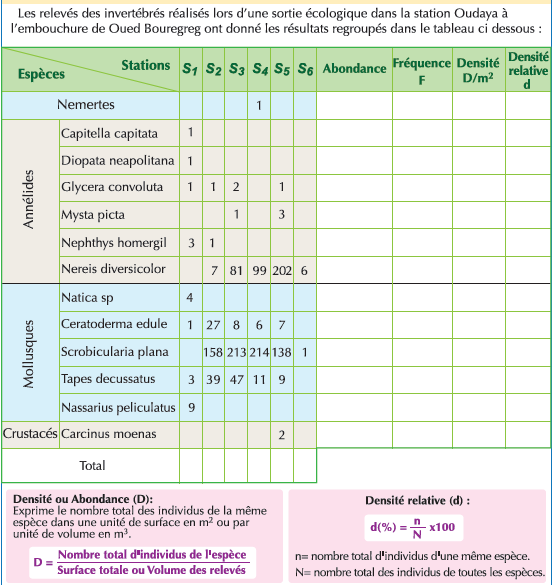 Les relevés des invertébrés réalisés lors d'une sortie écologique dans la station Oudaya à
l'embouchure de Oued Bouregreg ont donné les résultats regroupés dans le tableau ci dessous :
Espèces Stations S1 S2 S3 S4 S5 S6 Abondance Fréquence F Densité D/m² Densité relative d
Nemertes 1
Annélides
Capitella capitata 1
Diopata neapolitana 1
Glycera convoluta 1 1 2 1
Mysta picta 1 3
Nephthys homergil 3 1
Nereis diversicolor 7 81 99 202 6
Mollusques
Natica sp 4
Ceratoderma edule 1 27 8 6 7
Scrobicularia plana 158 213 214 138 1
Tapes decussatus 3 39 47 11 9
Nassarius peliculatus 9
Crustacés Carcinus moenas 2
Total
Densité ou Abondance (D):
Exprime le nombre total des individus de la même
espèce dans une unité de surface en m² ou par
unité de volume en m³.
D = Nombre total d'individus de l'espèce
Surface totale ou Volume des relevés
Densité relative (d) :
d(%) = n/N x100
n= nombre total d'individus d'une même espèce.
N= nombre total des individus de toutes les espèces.